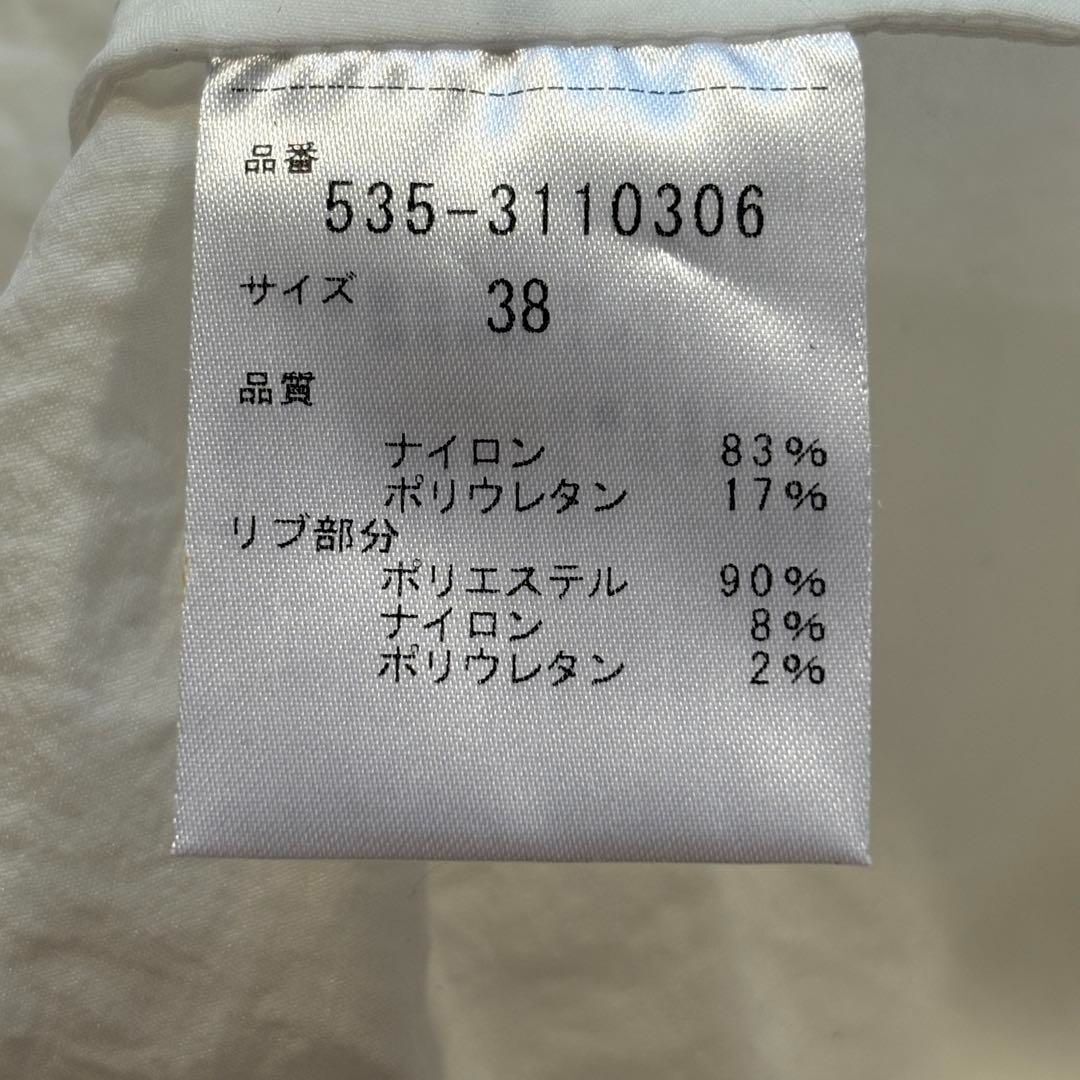 品番
535-3110306
サイズ 38
品質
ナイロン 83%
ポリウレタン 17%
リブ部分
ポリエステル 90%
ナイロン 8%
ポリウレタン 2%